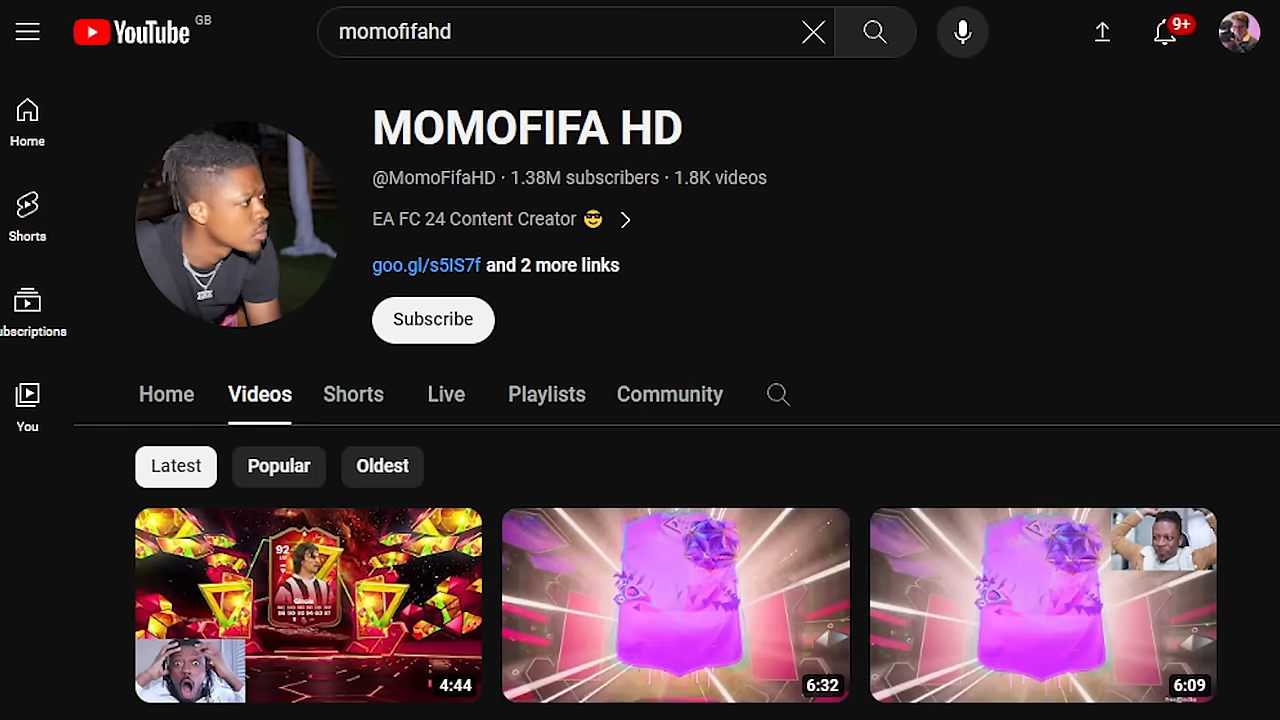 YouTube GB
momofifahd
9+
Home
Shorts
ubscriptions
You
MOMOFIFA HD
@MomoFifaHD · 1.38M subscribers · 1.8K videos
EA FC 24 Content Creator 😎
goo.gl/s5IS7f and 2 more links
Subscribe
Home Videos Shorts Live Playlists Community
Latest Popular Oldest
92
Ginola
4:44
6:32
6:09